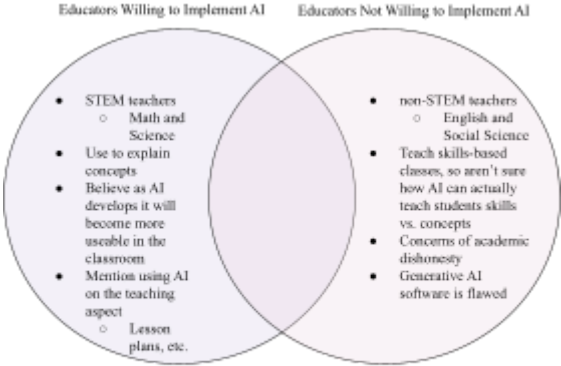 Educators Willing to Implement AI
Educators Not Willing to Implement AI
● STEM teachers
○ Math and
Science
● Use to explain
concepts
● Believe as AI
develops it will
become more
useable in the
classroom
● Mention using AI
on the teaching
aspect
○ Lesson
plans, etc.
● non-STEM teachers
○ English and
Social Science
● Teach skills-based
classes, so aren't sure
how AI can actually
teach students skills
vs. concepts
● Concerns of academic
dishonesty
● Generative AI
software is flawed